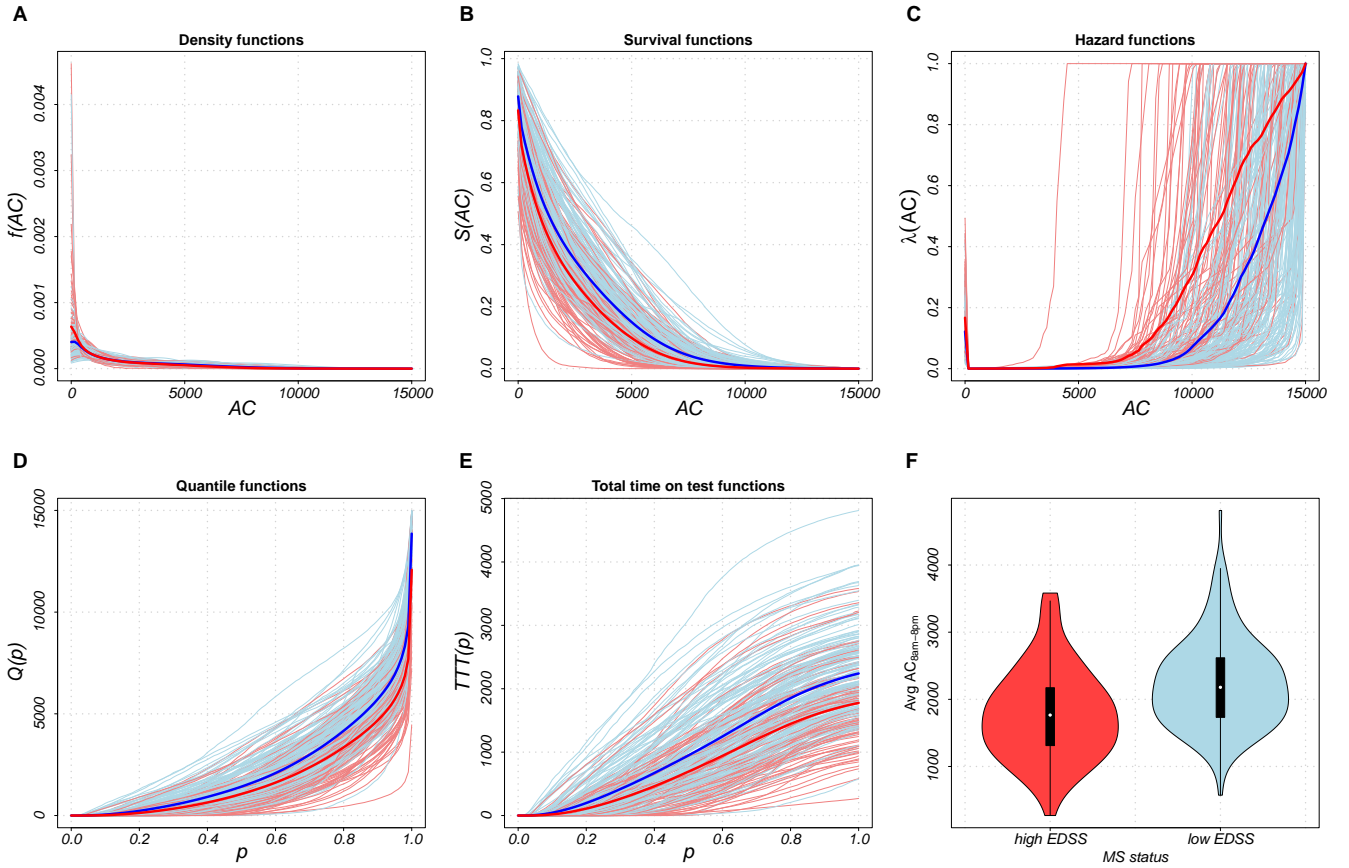 A
Density functions
f(AC)
0.000 0.001 0.002 0.003 0.004
0 5000 10000 15000
AC
B
Survival functions
S(AC)
0.0 0.2 0.4 0.6 0.8 1.0
0 5000 10000 15000
AC
C
Hazard functions
λ(AC)
0.0 0.2 0.4 0.6 0.8 1.0
0 5000 10000 15000
AC
D
Quantile functions
Q(p)
0 5000 10000 15000
0.0 0.2 0.4 0.6 0.8 1.0
p
E
Total time on test functions
TTT(p)
0 1000 2000 3000 4000 5000
0.0 0.2 0.4 0.6 0.8 1.0
p
F
Avg AC8am−8pm
1000 2000 3000 4000
high EDSS low EDSS
MS status